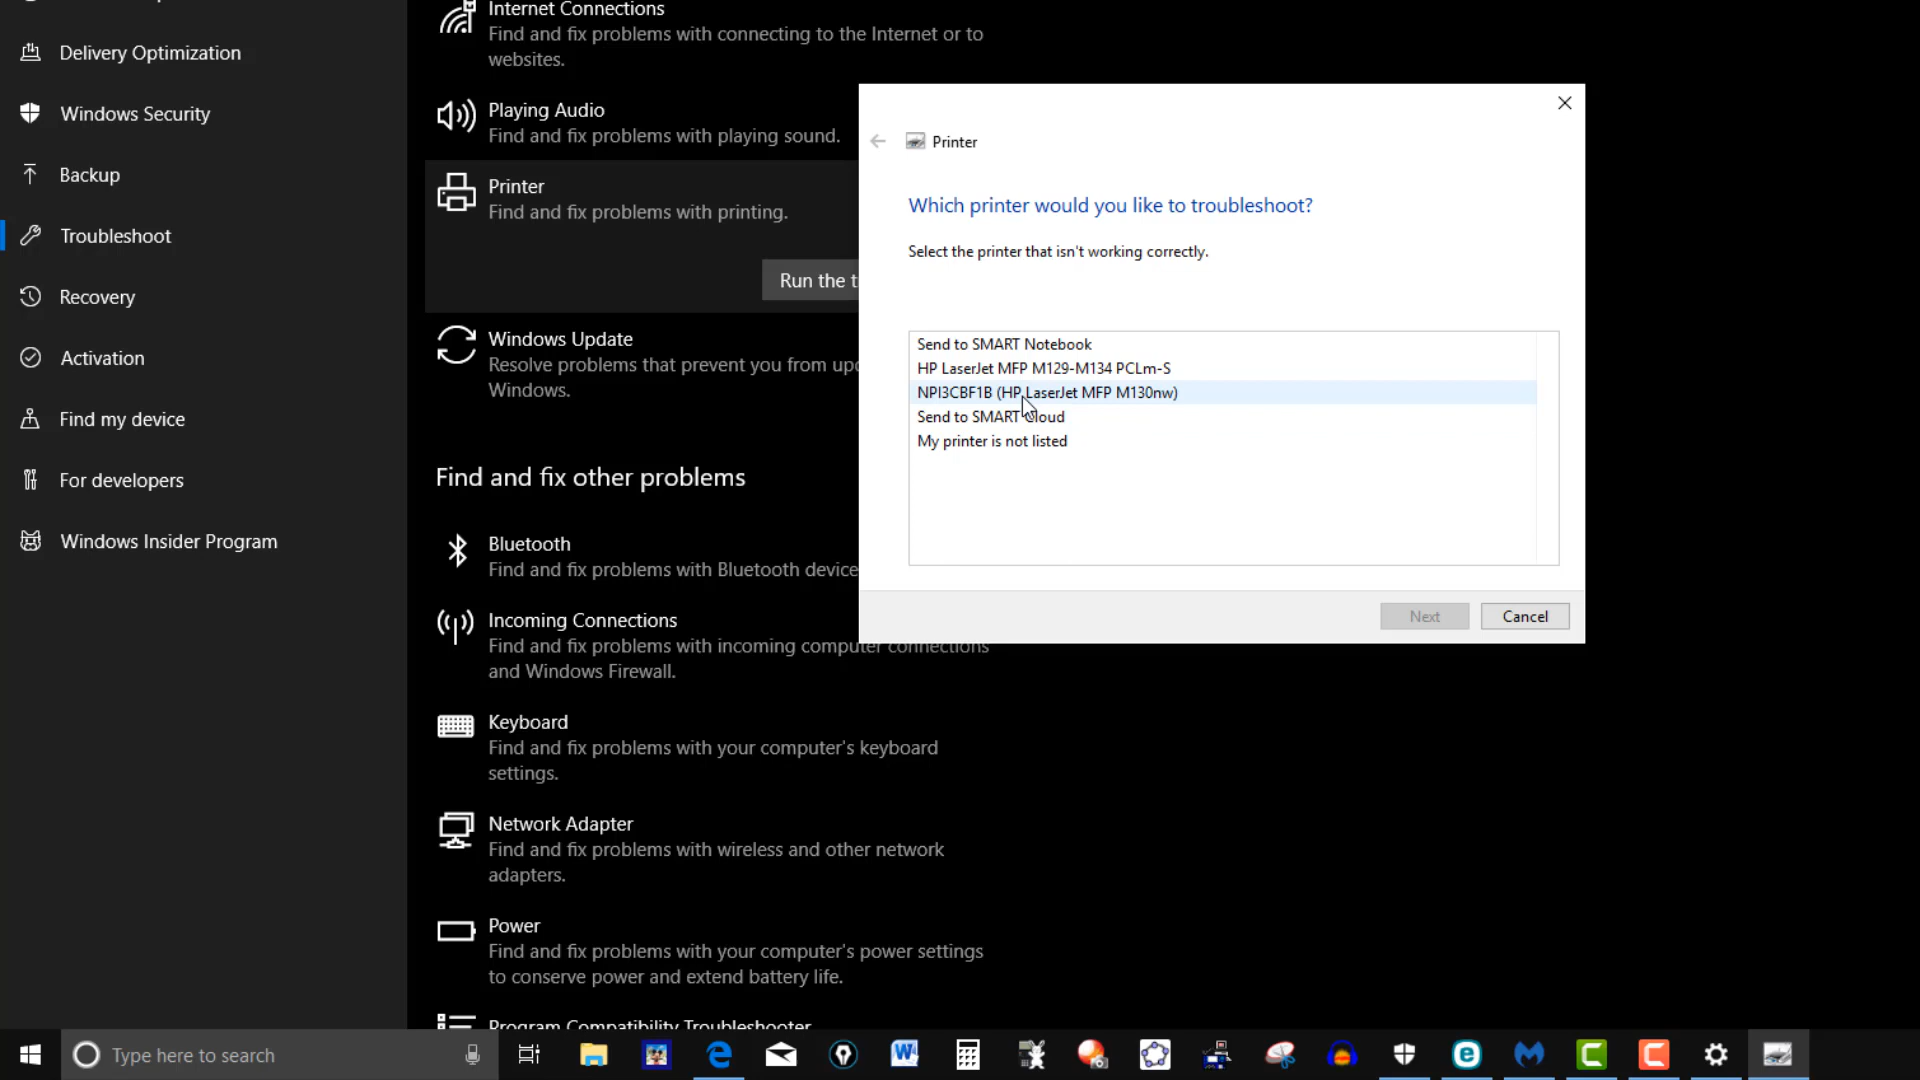 Delivery Optimization
Windows Security
Backup
Troubleshoot
Recovery
Activation
Find my device
For developers
Windows Insider Program
Internet Connections
Find and fix problems with connecting to the Internet or to
websites.
Playing Audio
Find and fix problems with playing sound.
Printer
Find and fix problems with printing.
Run the t
Windows Update
Resolve problems that prevent you from up
Windows.
Find and fix other problems
Bluetooth
Find and fix problems with Bluetooth device
Incoming Connections
Find and fix problems with incoming computer connections
and Windows Firewall.
Keyboard
Find and fix problems with your computer's keyboard
settings.
Network Adapter
Find and fix problems with wireless and other network
adapters.
Power
Find and fix problems with your computer's power settings
to conserve power and extend battery life.
Program Compatibility Troubleshooter
Printer
Which printer would you like to troubleshoot?
Select the printer that isn't working correctly.
Send to SMART Notebook
HP LaserJet MFP M129-M134 PCLm-S
NPI3CBF1B (HP LaserJet MFP M130nw)
Send to SMART Cloud
My printer is not listed
Next
Cancel
Type here to search